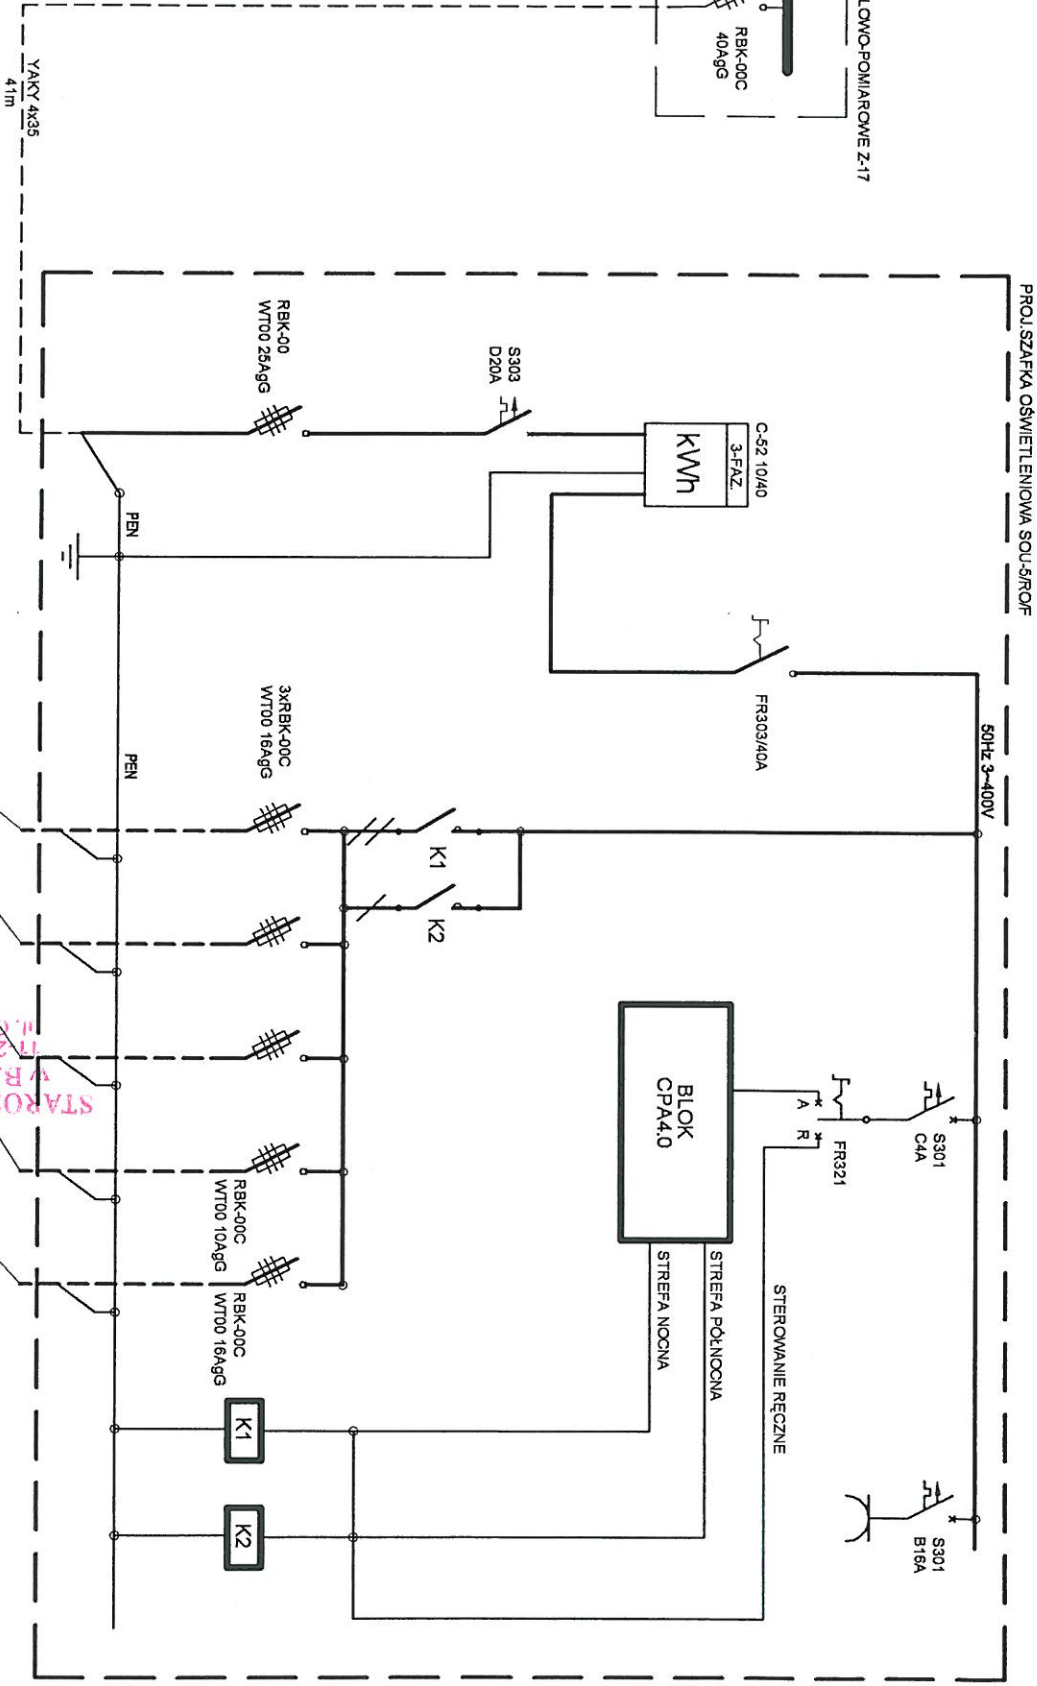 LOWO-POMIAROWE Z-17
RBK-00C
40AgG
YAKY 4x35
41m
PROJ.SZAFKA OŚWIETLENIOWA SOU-5/RO/F
RBK-00
WT00 25AgG
S303
D20A
C-52 10/40
3-FAZ.
kWh
PEN
FR303/40A
50Hz 3~400V
PEN
3xRBK-00C
WT00 16AgG
K1
K2
BLOK
CPA4.0
S301
C4A
FR321
A
R
RBK-00C
WT00 10AgG
RBK-00C
WT00 16AgG
STREFA NOCNA
STREFA PÓŁNOCNA
STEROWANIE RĘCZNE
K1
K2
S301
B16A
STAROS